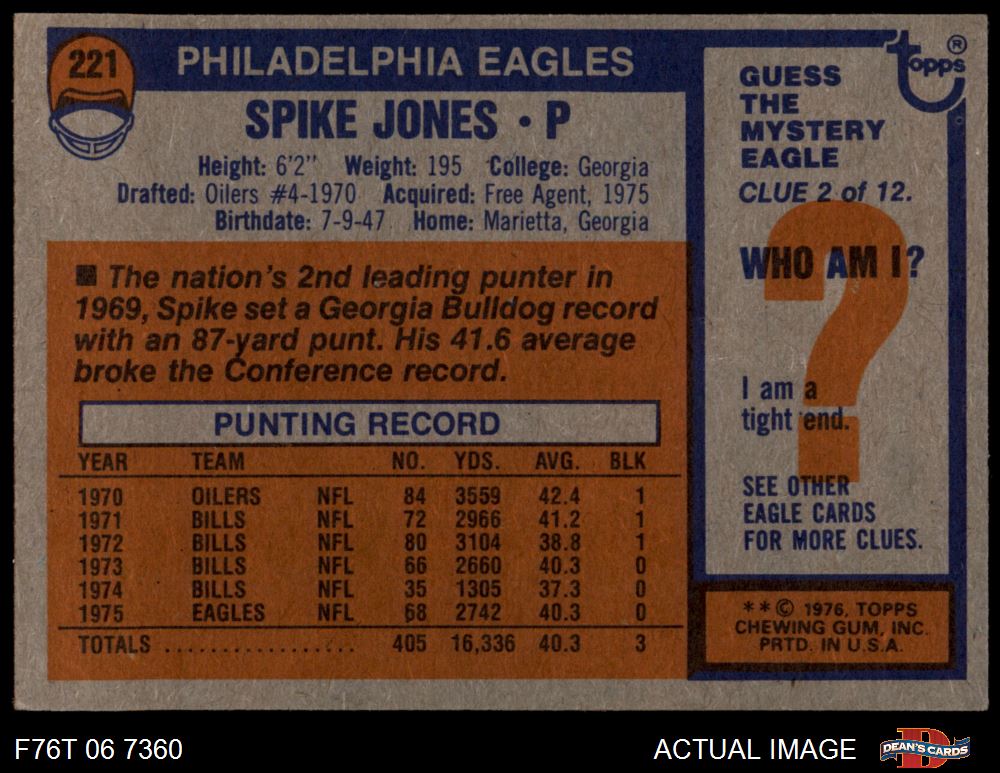 221
PHILADELPHIA EAGLES
SPIKE JONES • P
Height: 6'2" Weight: 195 College: Georgia
Drafted: Oilers #4-1970 Acquired: Free Agent, 1975
Birthdate: 7-9-47 Home: Marietta, Georgia
■ The nation's 2nd leading punter in
1969, Spike set a Georgia Bulldog record
with an 87-yard punt. His 41.6 average
broke the Conference record.
PUNTING RECORD
YEAR TEAM NO. YDS. AVG. BLK
1970 OILERS NFL 84 3559 42.4 1
1971 BILLS NFL 72 2966 41.2 1
1972 BILLS NFL 80 3104 38.8 1
1973 BILLS NFL 66 2660 40.3 0
1974 BILLS NFL 35 1305 37.3 0
1975 EAGLES NFL 68 2742 40.3 0
TOTALS .................. 405 16,336 40.3 3
topps ®
GUESS
THE
MYSTERY
EAGLE
CLUE 2 of 12.
?
WHO AM I?
I am a
tight end.
SEE OTHER
EAGLE CARDS
FOR MORE CLUES.
**© 1976, TOPPS
CHEWING GUM, INC.
PRTD. IN U.S.A.
F76T 06 7360
ACTUAL IMAGE
DEAN'S CARDS